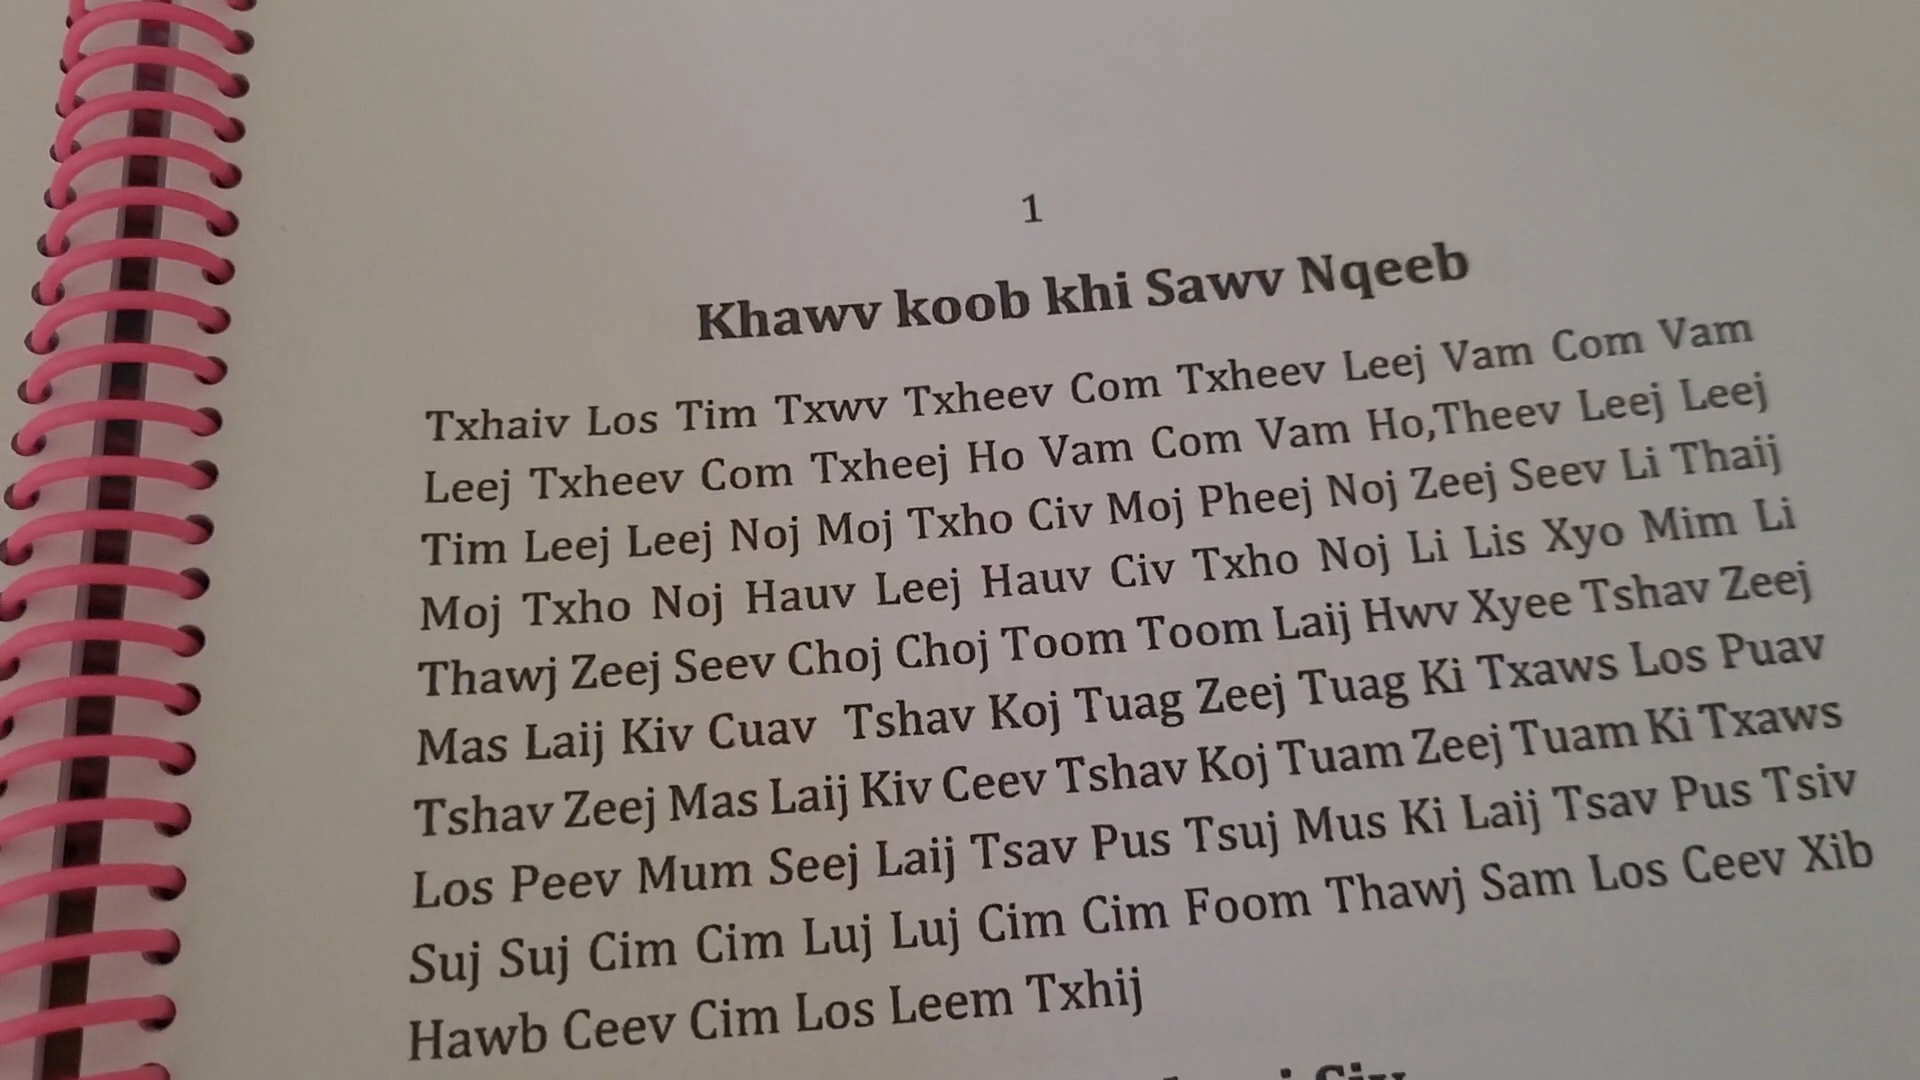 1
Khawv koob khi Sawv Nqeeb
Txhaiv Los Tim Txwv Txheev Com Txheev Leej Vam Com Vam
Leej Txheev Com Txheej Ho Vam Com Vam Ho,Theev Leej Leej
Tim Leej Leej Noj Moj Txho Civ Moj Pheej Noj Zeej Seev Li Thaij
Moj Txho Noj Hauv Leej Hauv Civ Txho Noj Li Lis Xyo Mim Li
Thawj Zeej Seev Choj Choj Toom Toom Laij Hwv Xyee Tshav Zeej
Mas Laij Kiv Cuav Tshav Koj Tuag Zeej Tuag Ki Txaws Los Puav
Tshav Zeej Mas Laij Kiv Ceev Tshav Koj Tuam Zeej Tuam Ki Txaws
Los Peev Mum Seej Laij Tsav Pus Tsuj Mus Ki Laij Tsav Pus Tsiv
Suj Suj Cim Cim Luj Luj Cim Cim Foom Thawj Sam Los Ceev Xib
Hawb Ceev Cim Los Leem Txhij